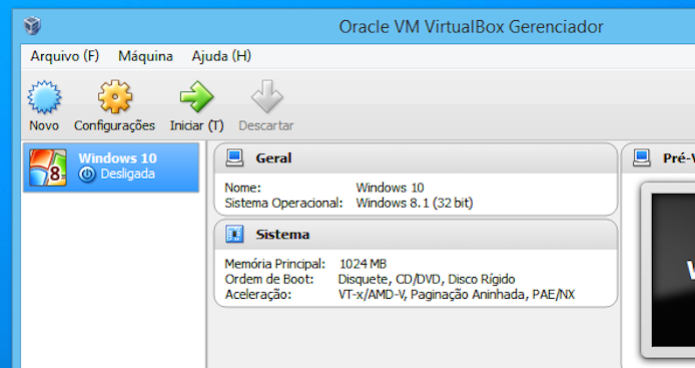 Oracle VM VirtualBox Gerenciador
Arquivo (F) Máquina Ajuda (H)
Novo Configurações Iniciar (T) Descartar
8
Windows 10
Desligada
Geral
Nome: Windows 10
Sistema Operacional: Windows 8.1 (32 bit)
Sistema
Memória Principal: 1024 MB
Ordem de Boot: Disquete, CD/DVD, Disco Rígido
Aceleração: VT-x/AMD-V, Paginação Aninhada, PAE/NX
Pré-